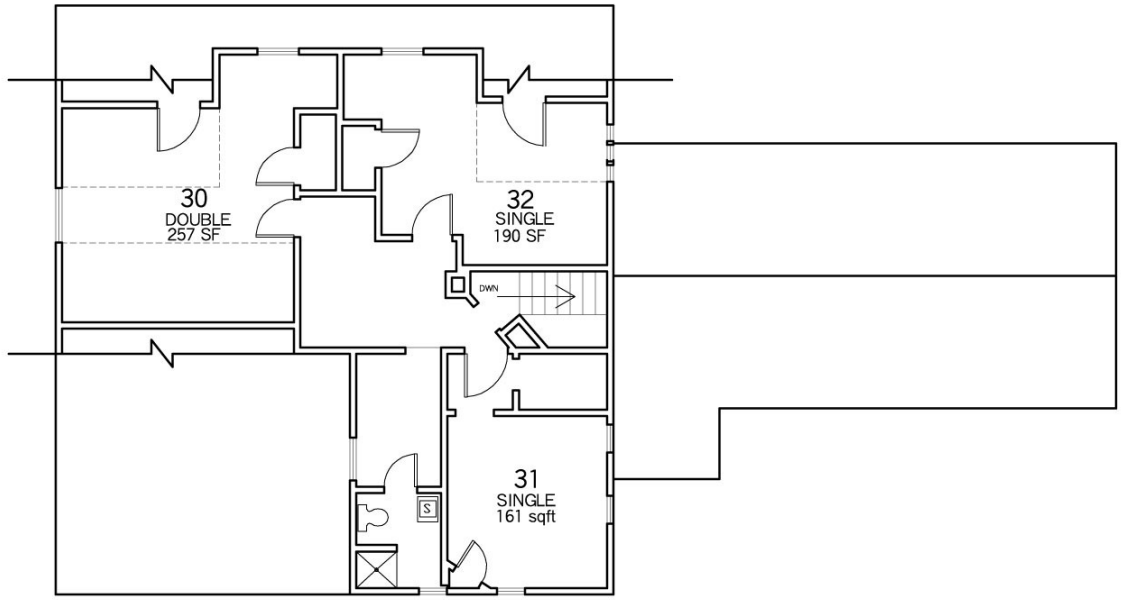 30
DOUBLE
257 SF
32
SINGLE
190 SF
DWN
31
SINGLE
161 sqft
S